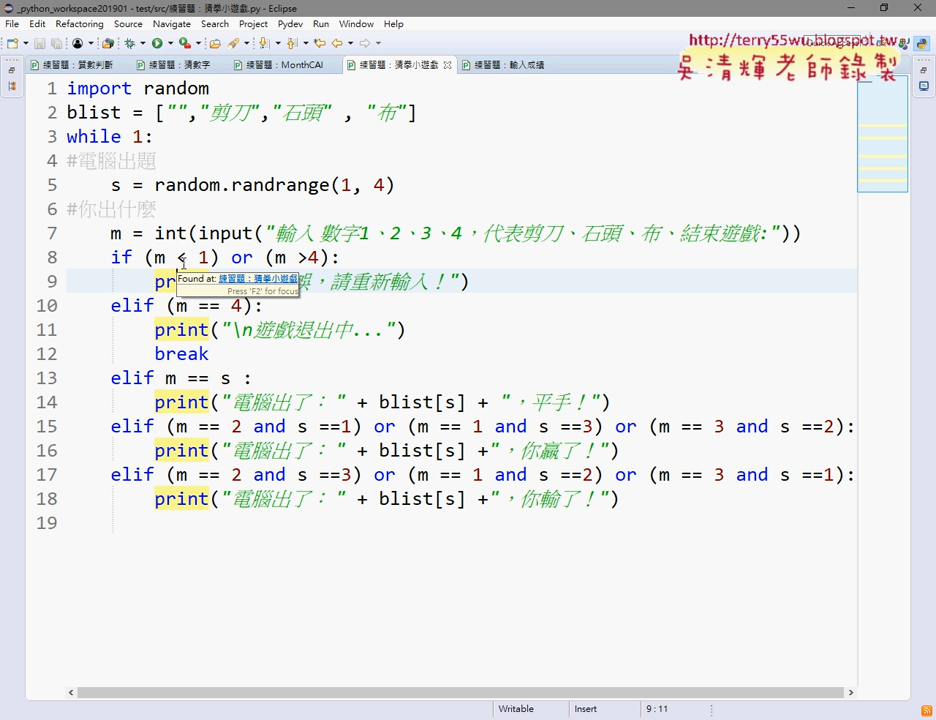 _python_workspace201901 - test/src/練習題：猜拳小遊戲.py - Eclipse
File Edit Refactoring Source Navigate Search Project Pydev Run Window Help
http://terry55wu.blogspot.tw
吳清輝老師錄製
練習題：質數判斷 練習題：猜數字 練習題：MonthCAI 練習題：猜拳小遊戲 練習題：輸入成績
1 import random
2 blist = ["","剪刀","石頭" , "布"]
3 while 1:
4 #電腦出題
5 s = random.randrange(1, 4)
6 #你出什麼
7 m = int(input("輸入 數字1、2、3、4，代表剪刀、石頭、布、結束遊戲:"))
8 if (m < 1) or (m >4):
9 pr 誤，請重新輸入！")
Found at: 練習題：猜拳小遊戲
Press 'F2' for focus
10 elif (m == 4):
11 print("\n遊戲退出中...")
12 break
13 elif m == s :
14 print("電腦出了： " + blist[s] + "，平手！")
15 elif (m == 2 and s ==1) or (m == 1 and s ==3) or (m == 3 and s ==2):
16 print("電腦出了： " + blist[s] +"，你贏了！")
17 elif (m == 2 and s ==3) or (m == 1 and s ==2) or (m == 3 and s ==1):
18 print("電腦出了： " + blist[s] +"，你輸了！")
19
Writable Insert 9 : 11